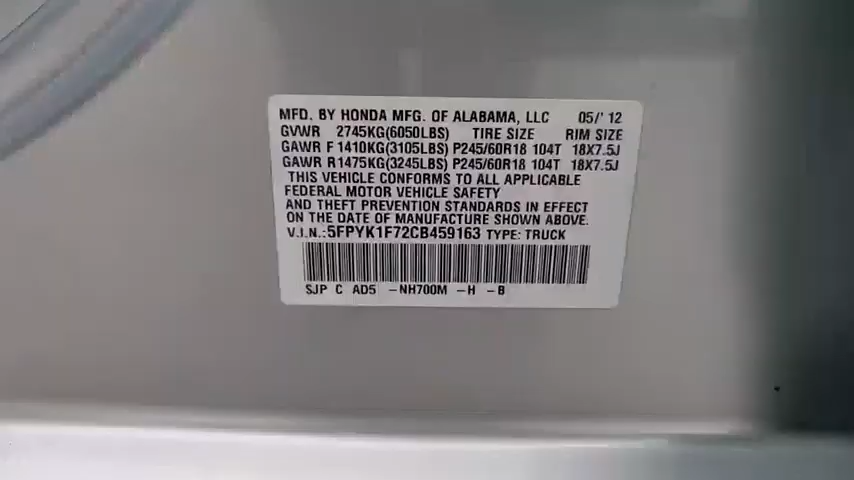 MFD. BY HONDA MFG. OF ALABAMA, LLC 05/'12
GVWR 2745KG(6050LBS) TIRE SIZE RIM SIZE
GAWR F 1410KG(3105LBS) P245/60R18 104T 18X7.5J
GAWR R1475KG(3245LBS) P245/60R18 104T 18X7.5J
THIS VEHICLE CONFORMS TO ALL APPLICABLE
FEDERAL MOTOR VEHICLE SAFETY
AND THEFT PREVENTION STANDARDS IN EFFECT
ON THE DATE OF MANUFACTURE SHOWN ABOVE.
V.I.N.:5FPYK1F72CB459163 TYPE: TRUCK
SJP C AD5 -NH700M -H -B